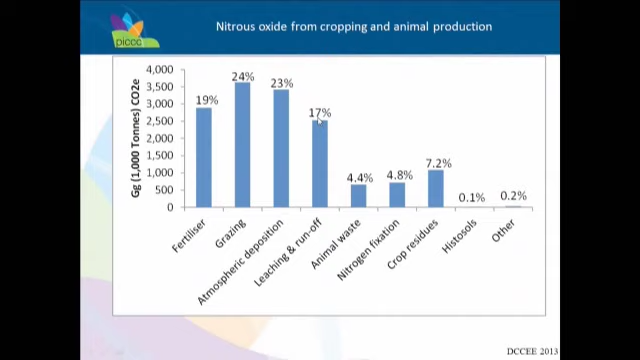 Nitrous oxide from cropping and animal production
piccc
Gg (1,000 Tonnes) CO2e
4,000
3,500
3,000
2,500
2,000
1,500
1,000
500
0
19%
24%
23%
17%
4.4%
4.8%
7.2%
0.1%
0.2%
Fertiliser
Grazing
Atmospheric deposition
Leaching & run-off
Animal waste
Nitrogen fixation
Crop residues
Histosols
Other
DCCEE 2013